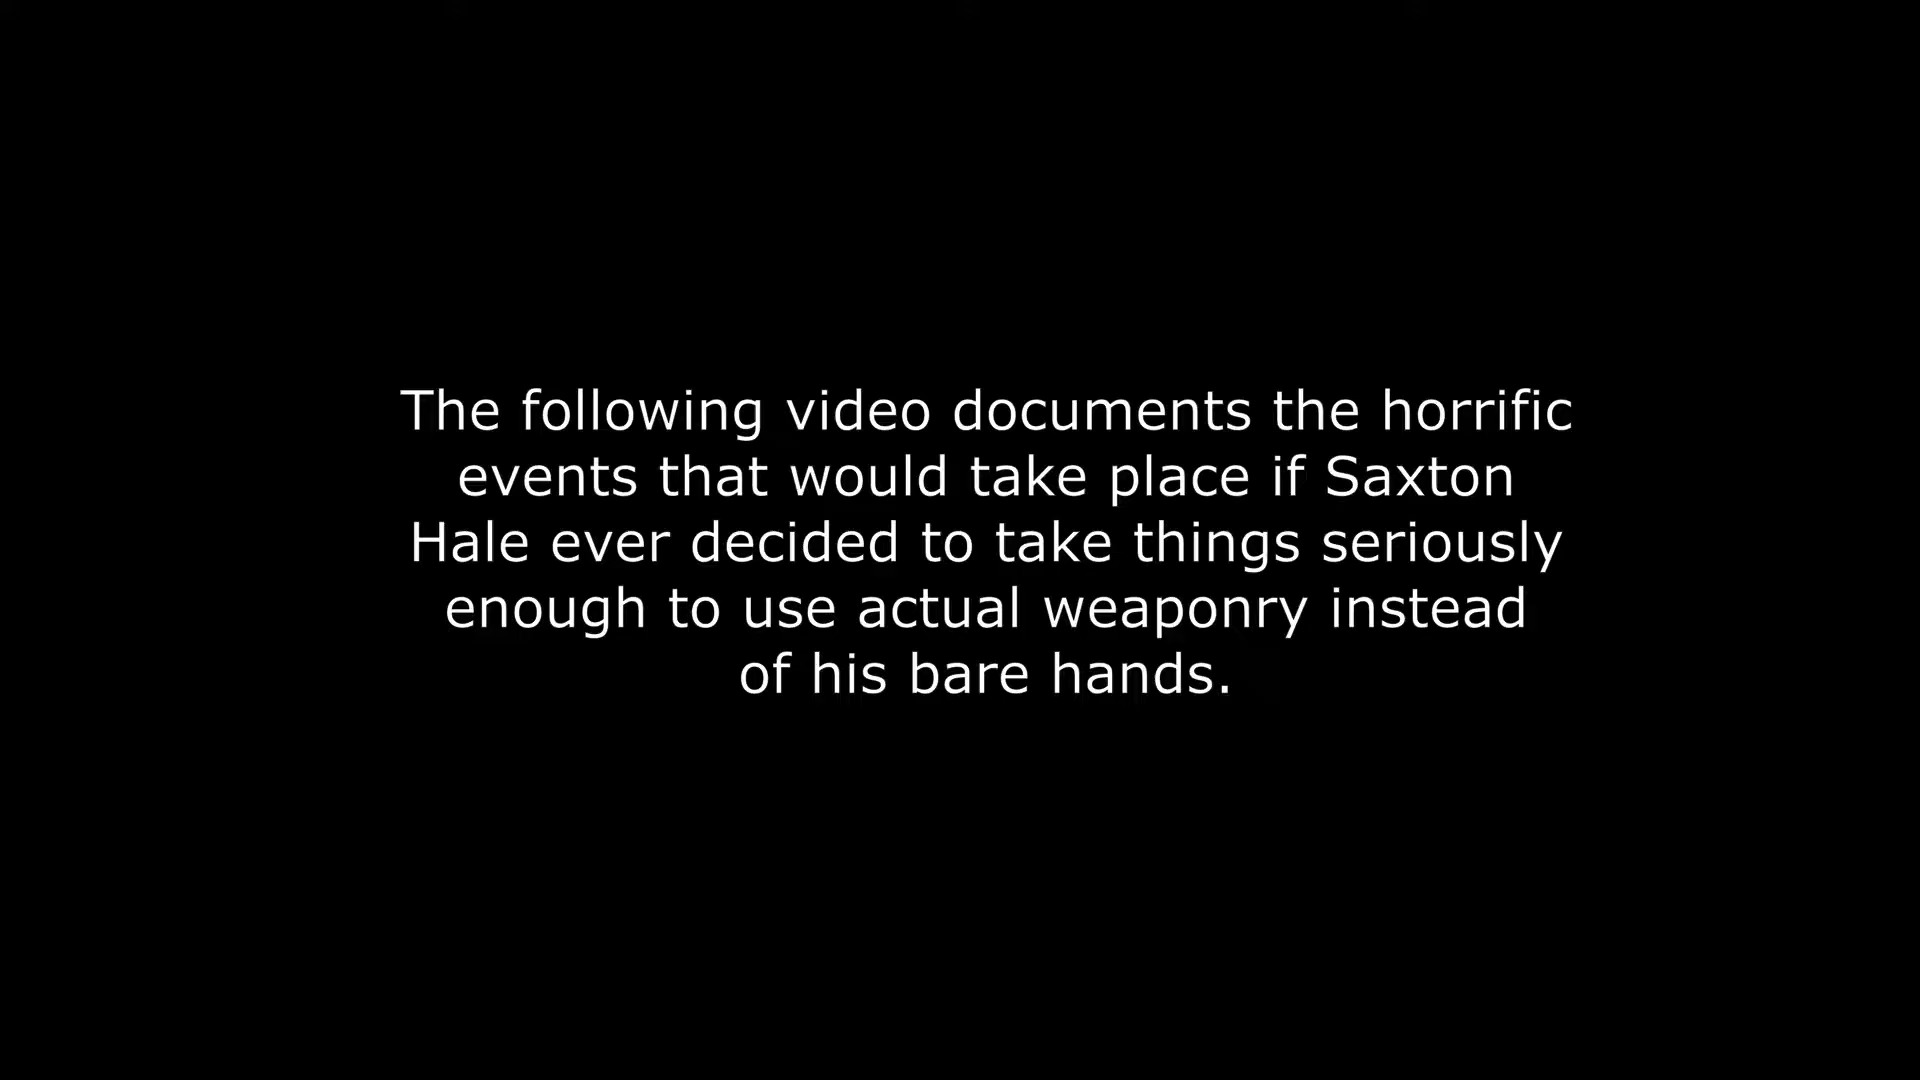 The following video documents the horrific
events that would take place if Saxton
Hale ever decided to take things seriously
enough to use actual weaponry instead
of his bare hands.